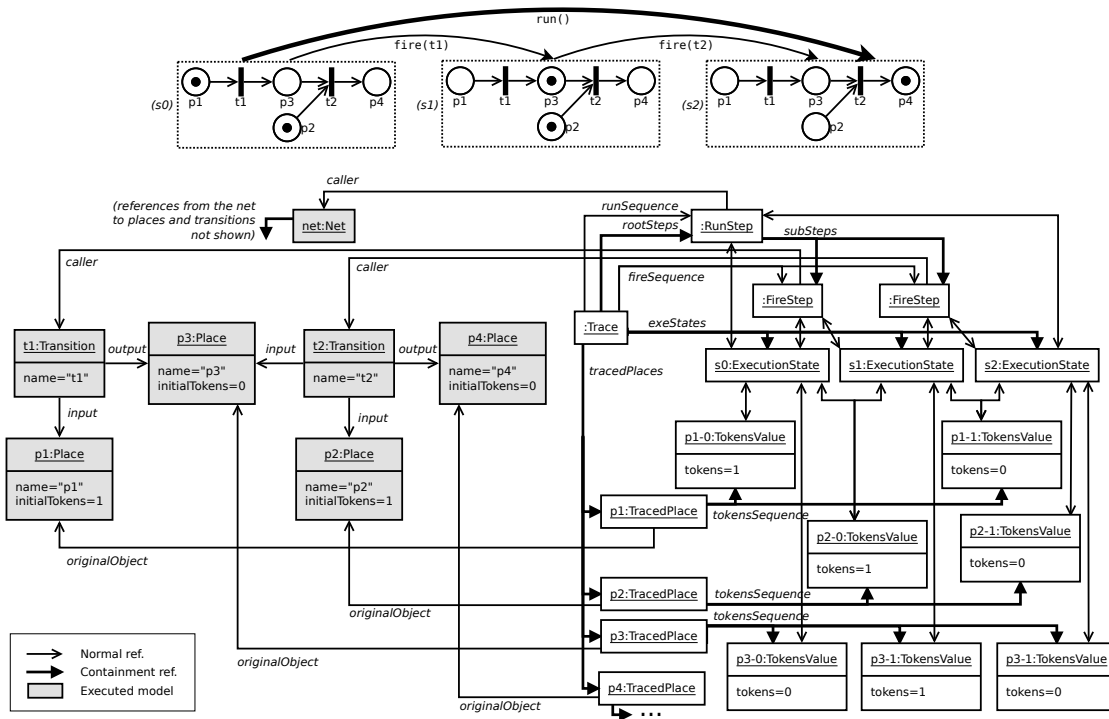 run()
fire(t1)
fire(t2)
(s0)
p1
t1
p3
t2
p4
p2
(s1)
p1
t1
p3
t2
p4
p2
(s2)
p1
t1
p3
t2
p4
p2
caller
(references from the net
to places and transitions
not shown)
net:Net
runSequence
rootSteps
:RunStep
subSteps
caller
caller
fireSequence
:FireStep
:FireStep
:Trace
exeStates
t1:Transition
name="t1"
output
p3:Place
name="p3"
initialTokens=0
input
t2:Transition
name="t2"
output
p4:Place
name="p4"
initialTokens=0
tracedPlaces
s0:ExecutionState
s1:ExecutionState
s2:ExecutionState
input
input
p1:Place
name="p1"
initialTokens=1
p2:Place
name="p2"
initialTokens=1
p1-0:TokensValue
tokens=1
p1-1:TokensValue
tokens=0
p1:TracedPlace
tokensSequence
originalObject
p2-0:TokensValue
tokens=1
p2-1:TokensValue
tokens=0
p2:TracedPlace
tokensSequence
originalObject
tokensSequence
p3:TracedPlace
originalObject
p3-0:TokensValue
tokens=0
p3-1:TokensValue
tokens=1
p3-1:TokensValue
tokens=0
p4:TracedPlace
originalObject
...
Normal ref.
Containment ref.
Executed model